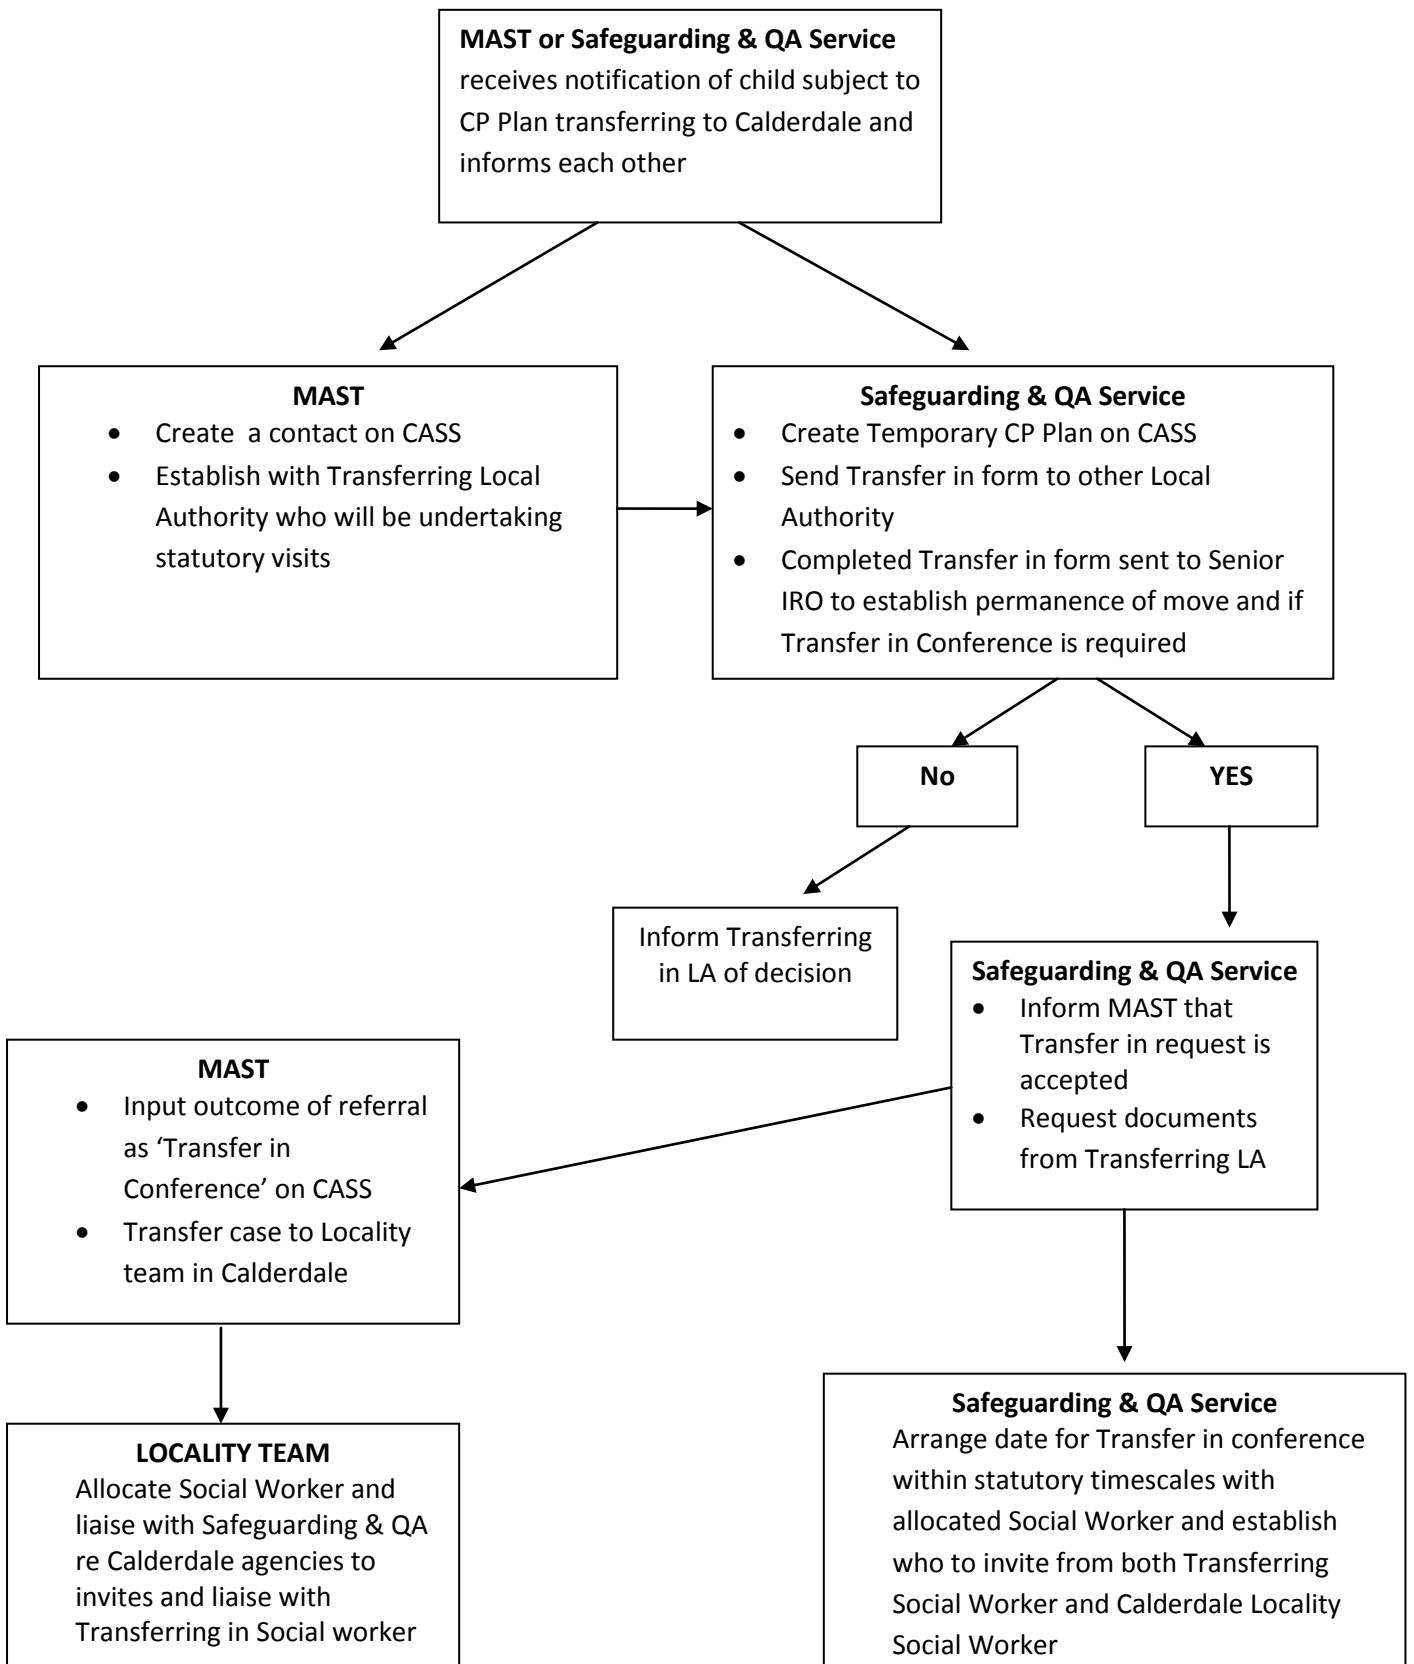 MAST or Safeguarding & QA Service
receives notification of child subject to
CP Plan transferring to Calderdale and
informs each other
MAST
• Create a contact on CASS
• Establish with Transferring Local
Authority who will be undertaking
statutory visits
Safeguarding & QA Service
• Create Temporary CP Plan on CASS
• Send Transfer in form to other Local
Authority
• Completed Transfer in form sent to Senior
IRO to establish permanence of move and if
Transfer in Conference is required
No
YES
Inform Transferring
in LA of decision
Safeguarding & QA Service
• Inform MAST that
Transfer in request is
accepted
• Request documents
from Transferring LA
MAST
• Input outcome of referral
as ‘Transfer in
Conference’ on CASS
• Transfer case to Locality
team in Calderdale
LOCALITY TEAM
Allocate Social Worker and
liaise with Safeguarding & QA
re Calderdale agencies to
invites and liaise with
Transferring in Social worker
Safeguarding & QA Service
Arrange date for Transfer in conference
within statutory timescales with
allocated Social Worker and establish
who to invite from both Transferring
Social Worker and Calderdale Locality
Social Worker